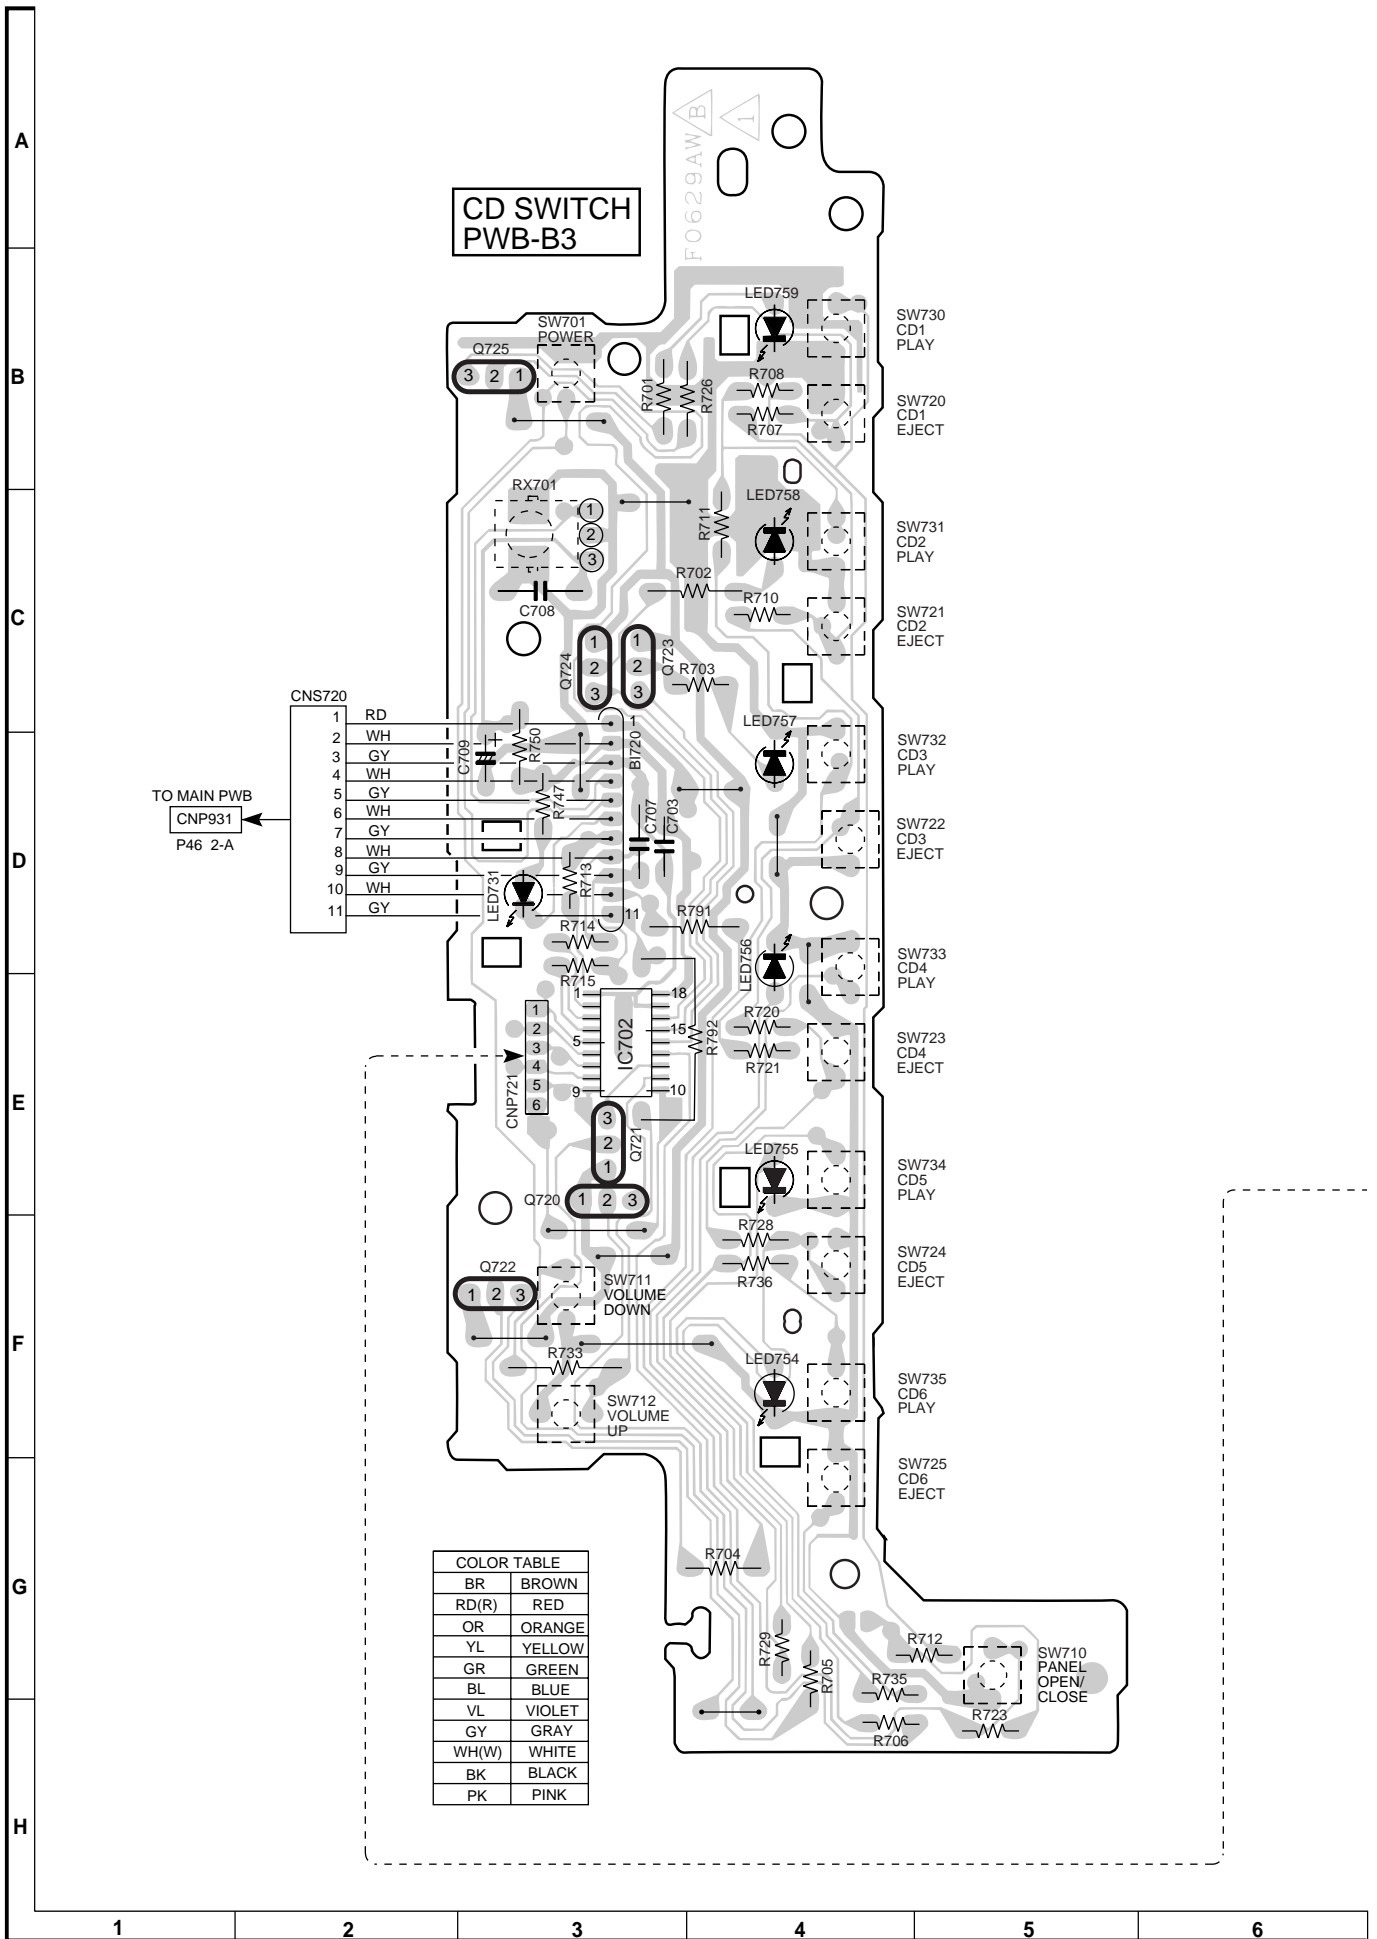 A
F0629AW
B
1
CD SWITCH
PWB-B3
B
LED759
SW730
CD1
PLAY
SW701
POWER
Q725
3 2 1
R701
R726
R708
R707
SW720
CD1
EJECT
RX701
1
2
3
LED758
R711
SW731
CD2
PLAY
R702
C708
R710
C
SW721
CD2
EJECT
Q724
1
2
3
1
2
3
Q723
R703
CNS720
1 RD
2 WH
3 GY
4 WH
5 GY
6 WH
7 GY
8 WH
9 GY
10 WH
11 GY
TO MAIN PWB
CNP931
P46 2-A
C709
+
R750
R747
1
BI720
11
LED757
SW732
CD3
PLAY
C707
C703
SW722
CD3
EJECT
D
LED731
R713
R714
R715
R791
LED756
SW733
CD4
PLAY
1
5
9
18
15
10
IC702
R792
R720
R721
SW723
CD4
EJECT
CNP721
1
2
3
4
5
6
E
3
2
1
Q721
Q720
1 2 3
LED755
SW734
CD5
PLAY
R728
R736
SW724
CD5
EJECT
Q722
1 2 3
SW711
VOLUME
DOWN
F
R733
LED754
SW735
CD6
PLAY
SW712
VOLUME
UP
SW725
CD6
EJECT
R704
G
COLOR TABLE
BR BROWN
RD(R) RED
OR ORANGE
YL YELLOW
GR GREEN
BL BLUE
VL VIOLET
GY GRAY
WH(W) WHITE
BK BLACK
PK PINK
R729
R705
R712
R735
R706
SW710
PANEL
OPEN/
CLOSE
R723
H
1 2 3 4 5 6